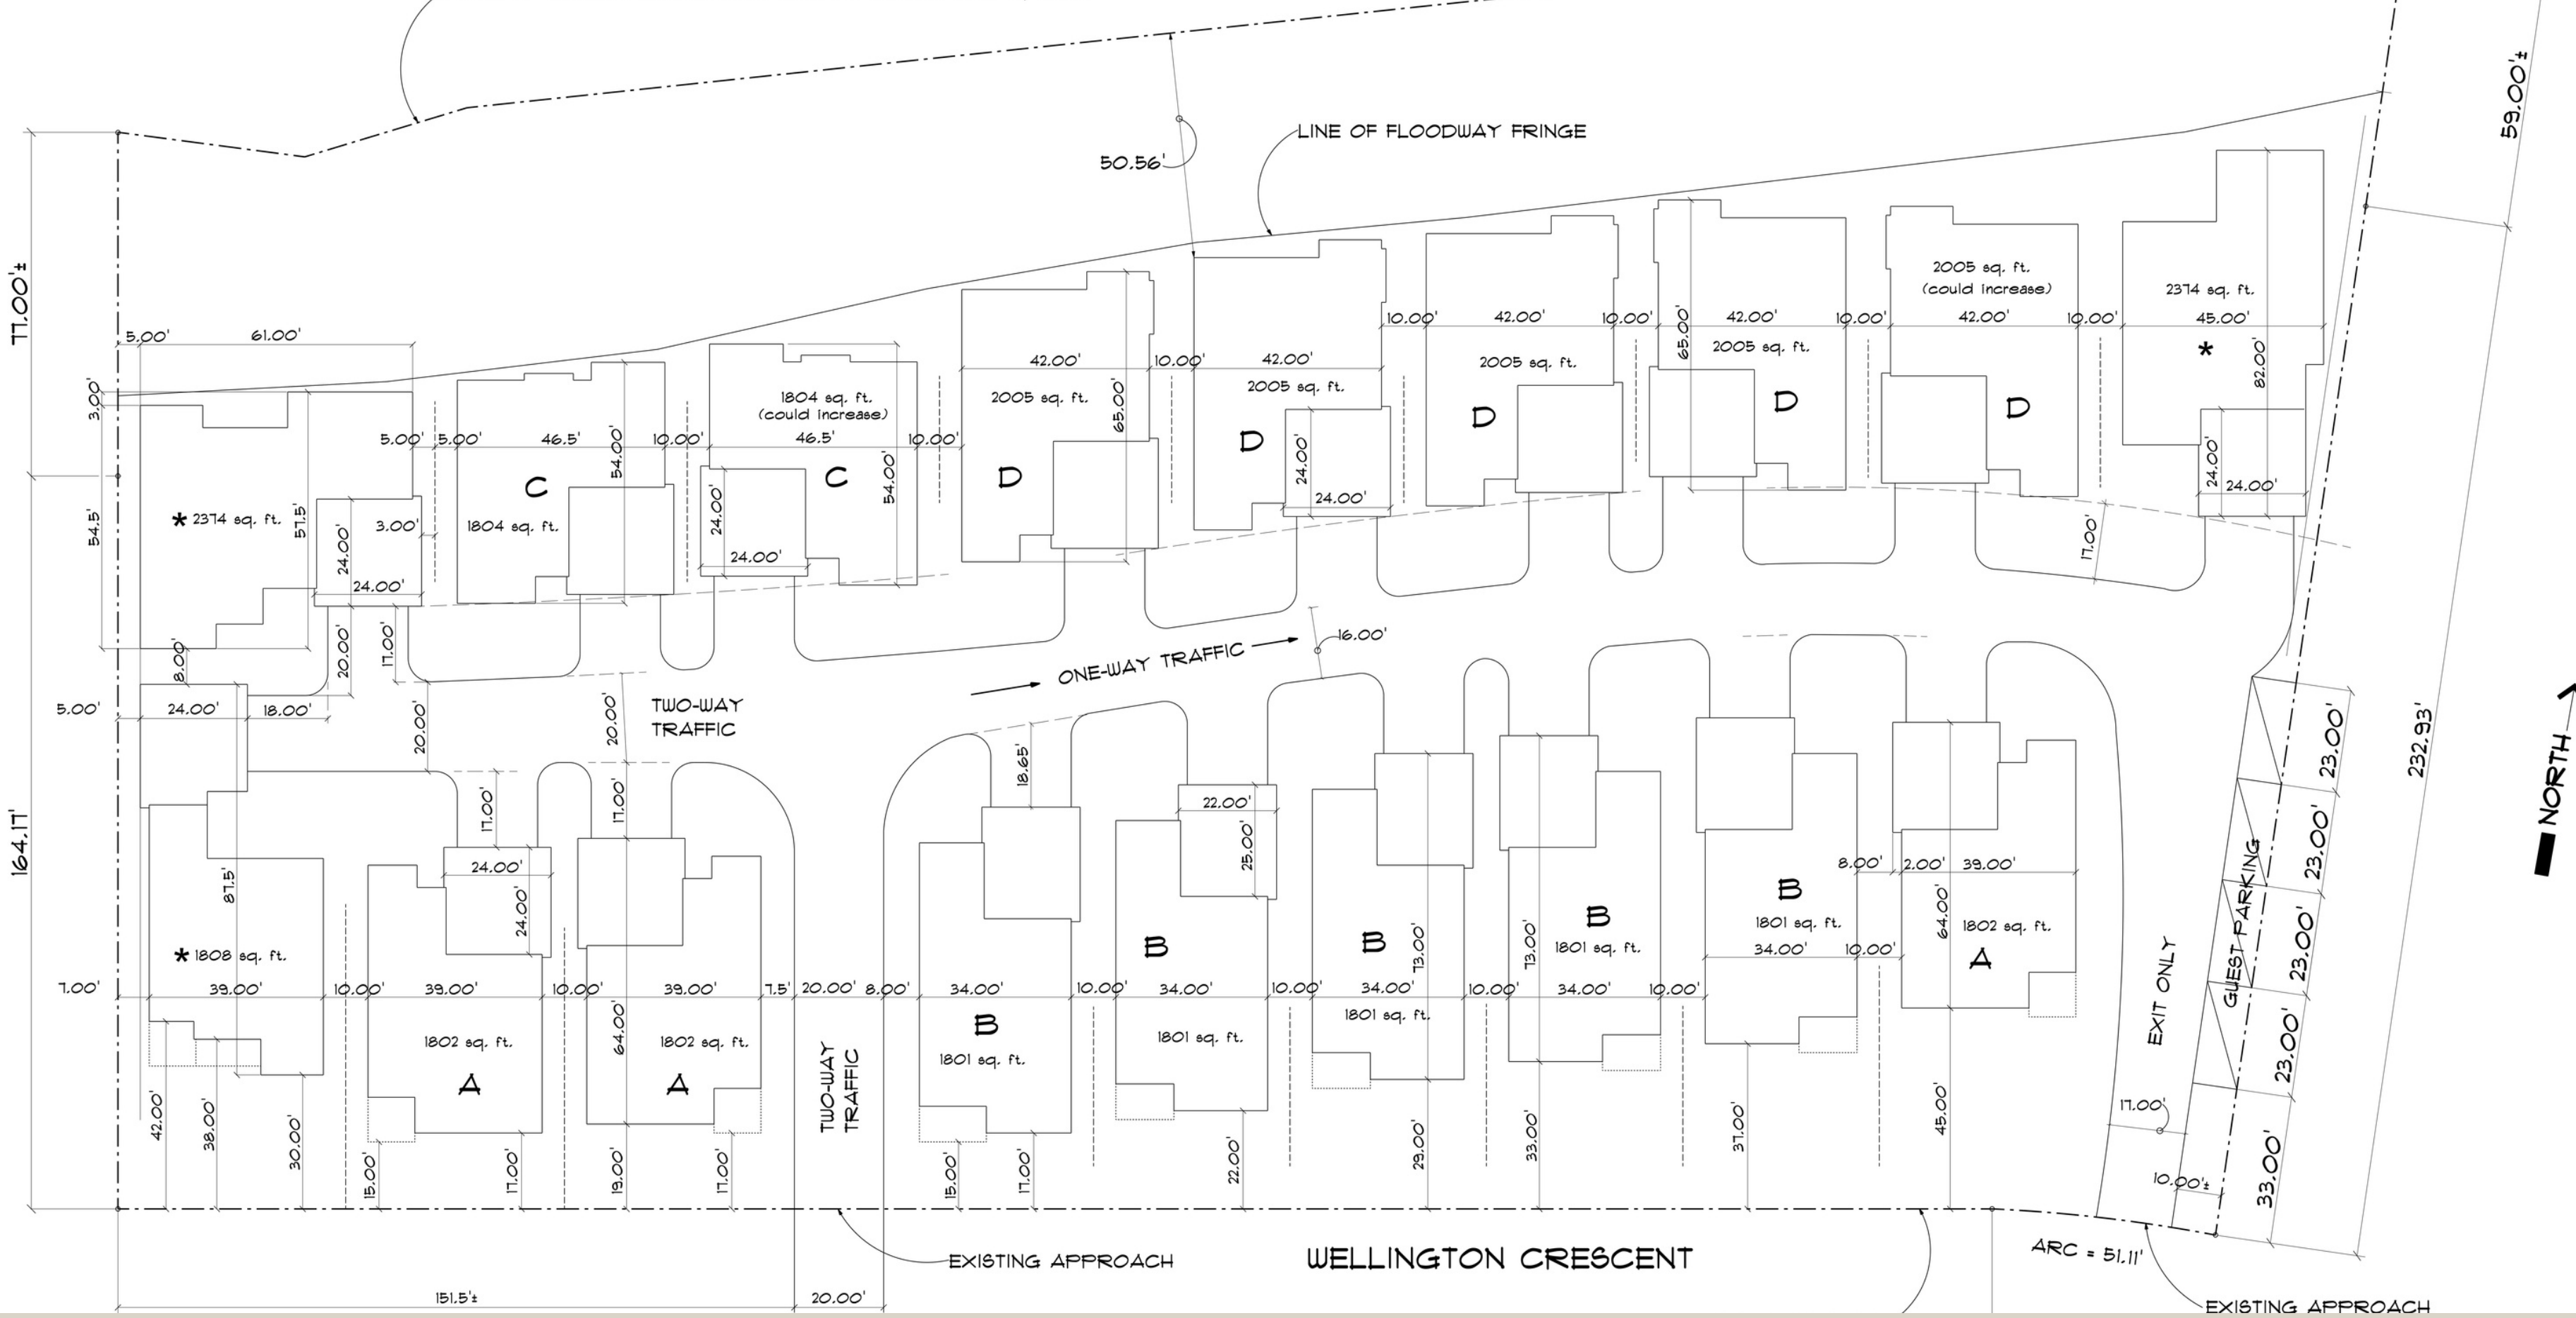 59.00'±
LINE OF FLOODWAY FRINGE
50.56'
77.00'±
5.00'
61.00'
3.00'
54.5'
57.5'
* 2374 sq. ft.
24.00'
24.00'
3.00'
5.00'
5.00'
46.5'
54.00'
C
1804 sq. ft.
10.00'
1804 sq. ft.
(could increase)
46.5'
C
54.00'
24.00'
24.00'
10.00'
42.00'
2005 sq. ft.
65.00'
D
10.00'
42.00'
2005 sq. ft.
D
24.00'
24.00'
10.00'
42.00'
2005 sq. ft.
D
10.00'
65.00'
42.00'
2005 sq. ft.
D
10.00'
2005 sq. ft.
(could increase)
42.00'
D
10.00'
2374 sq. ft.
45.00'
*
82.00'
24.00'
24.00'
17.00'
8.00'
20.00'
17.00'
5.00'
24.00'
18.00'
20.00'
20.00'
TWO-WAY
TRAFFIC
ONE-WAY TRAFFIC
16.00'
164.17'
87.5'
* 1808 sq. ft.
7.00'
39.00'
10.00'
42.00'
38.00'
30.00'
17.00'
24.00'
24.00'
39.00'
1802 sq. ft.
A
15.00'
17.00'
10.00'
17.00'
39.00'
64.00'
1802 sq. ft.
A
19.00'
17.00'
7.5'
20.00'
8.00'
TWO-WAY
TRAFFIC
18.65'
34.00'
B
1801 sq. ft.
15.00'
17.00'
10.00'
22.00'
25.00'
B
34.00'
1801 sq. ft.
22.00'
10.00'
B
73.00'
34.00'
1801 sq. ft.
29.00'
10.00'
73.00'
B
1801 sq. ft.
34.00'
33.00'
10.00'
B
1801 sq. ft.
34.00'
10.00'
37.00'
8.00'
2.00'
39.00'
64.00'
1802 sq. ft.
A
45.00'
EXIT ONLY
GUEST PARKING
23.00'
23.00'
23.00'
23.00'
33.00'
232.93'
NORTH
17.00'
10.00'±
EXISTING APPROACH
WELLINGTON CRESCENT
ARC = 51.11'
EXISTING APPROACH
151.5'±
20.00'